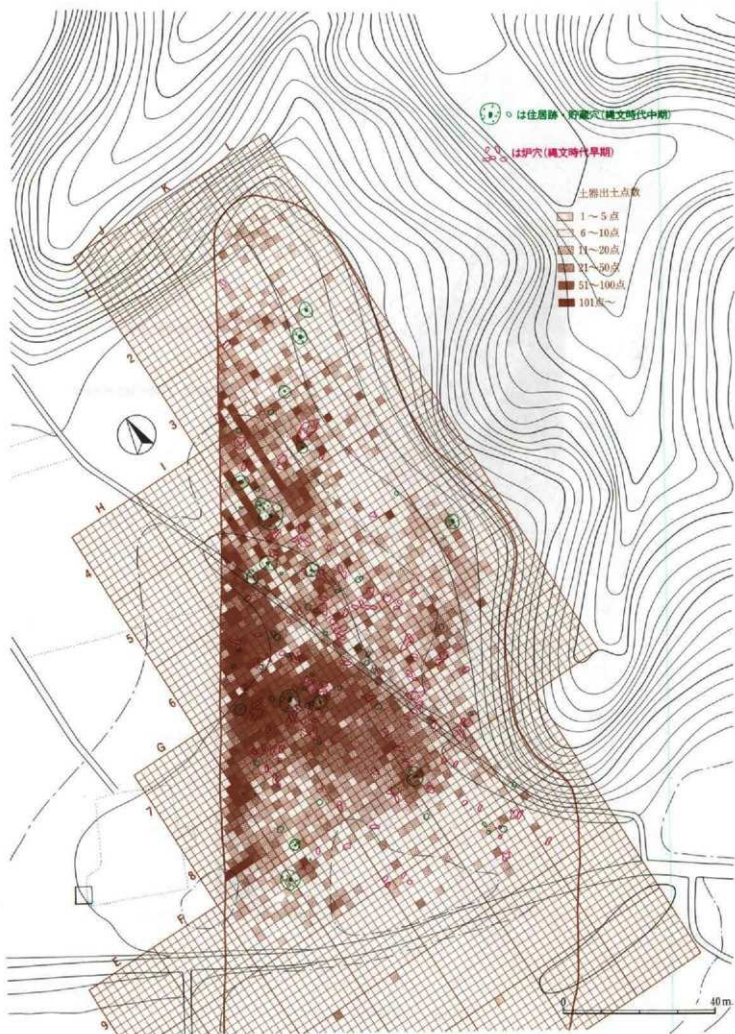 は住居跡・貯蔵穴(縄文時代中期)
は炉穴(縄文時代早期)
土器出土点数
1～5点
6～10点
11～20点
21～50点
51～100点
101点～
L
K
J
1
2
3
I
H
4
5
6
G
7
8
F
E
9
0
40m